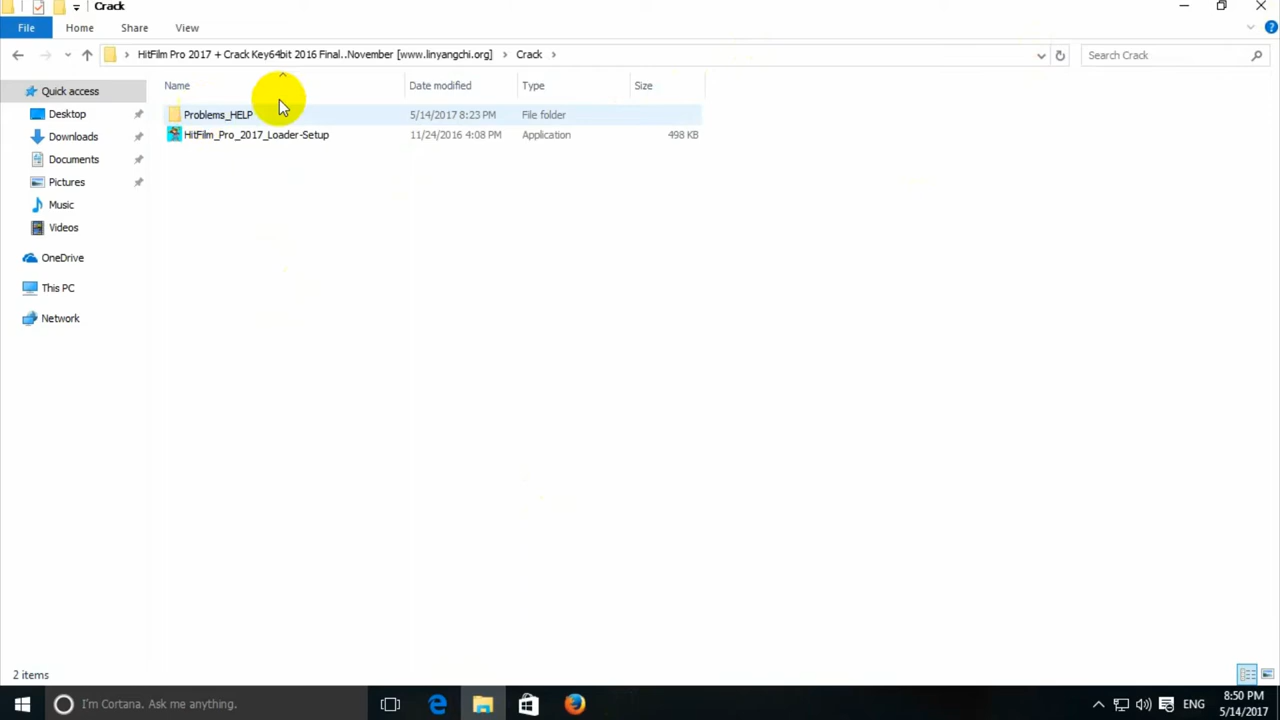 Crack
File Home Share View
HitFilm Pro 2017 + Crack Key64bit 2016 Final..November [www.linyangchi.org] Crack Search Crack
Name Date modified Type Size
Quick access
Problems_HELP 5/14/2017 8:23 PM File folder
Desktop
HitFilm_Pro_2017_Loader-Setup 11/24/2016 4:08 PM Application 498 KB
Downloads
Documents
Pictures
Music
Videos
OneDrive
This PC
Network
2 items
I'm Cortana. Ask me anything. ENG 8:50 PM
5/14/2017